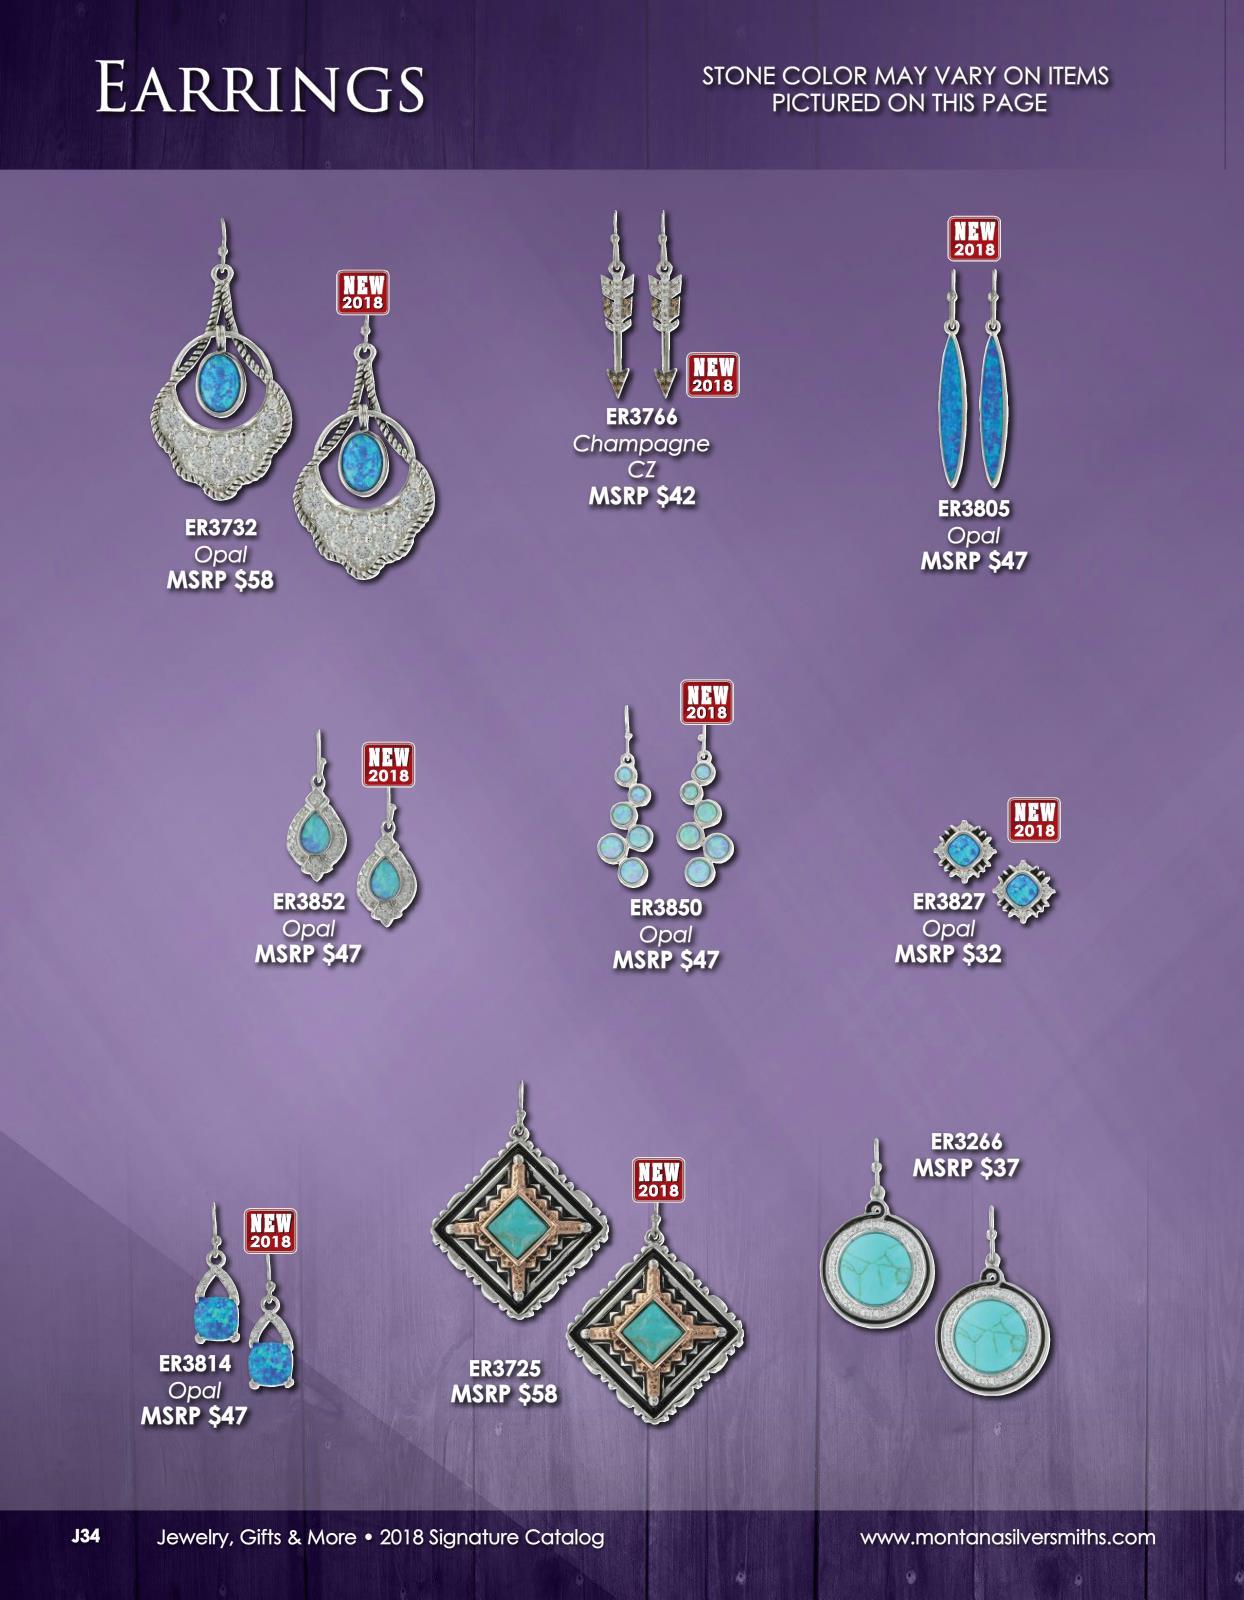 EARRINGS
STONE COLOR MAY VARY ON ITEMS
PICTURED ON THIS PAGE
NEW
2018
ER3732
Opal
MSRP $58
NEW
2018
ER3766
Champagne
CZ
MSRP $42
NEW
2018
ER3805
Opal
MSRP $47
NEW
2018
ER3852
Opal
MSRP $47
NEW
2018
ER3850
Opal
MSRP $47
NEW
2018
ER3827
Opal
MSRP $32
NEW
2018
ER3814
Opal
MSRP $47
NEW
2018
ER3725
MSRP $58
ER3266
MSRP $37
J34
Jewelry, Gifts & More • 2018 Signature Catalog
www.montanasilversmiths.com